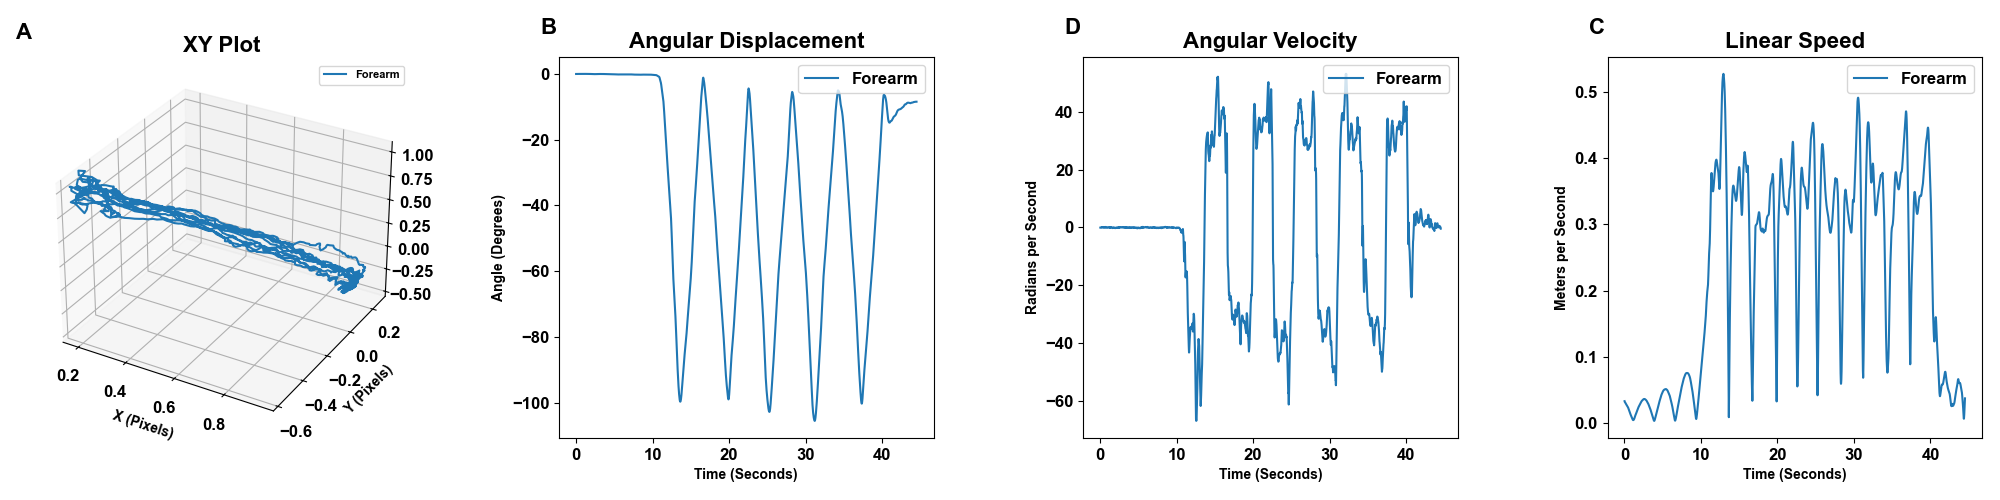 A
XY Plot
Forearm
1.00
0.75
0.50
0.25
0.00
−0.25
−0.50
0.2
0.0
−0.2
−0.4
−0.6
Y (Pixels)
0.2
0.4
0.6
0.8
X (Pixels)
B
Angular Displacement
Forearm
0
−20
−40
−60
−80
−100
Angle (Degrees)
0 10 20 30 40
Time (Seconds)
D
Angular Velocity
Forearm
40
20
0
−20
−40
−60
Radians per Second
0 10 20 30 40
Time (Seconds)
C
Linear Speed
Forearm
0.5
0.4
0.3
0.2
0.1
0.0
Meters per Second
0 10 20 30 40
Time (Seconds)